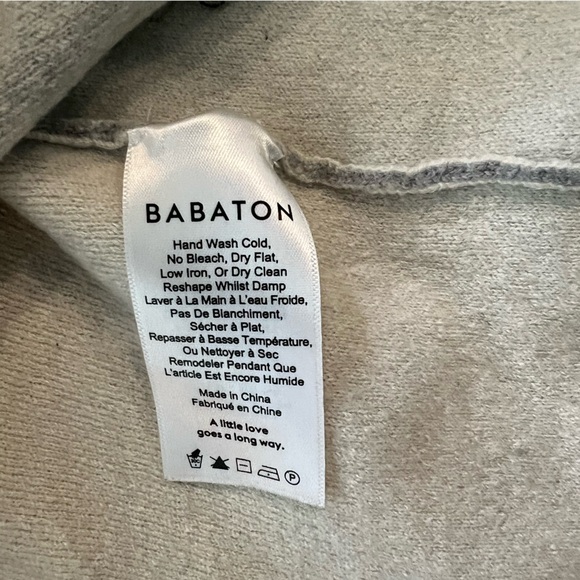 BABATON
Hand Wash Cold,
No Bleach, Dry Flat,
Low Iron, Or Dry Clean
Reshape Whilst Damp
Laver à La Main à L'eau Froide,
Pas De Blanchiment,
Sécher à Plat,
Repasser à Basse Température,
Ou Nettoyer à Sec
Remodeler Pendant Que
L'article Est Encore Humide
Made in China
Fabriqué en Chine
A little love
goes a long way.
P